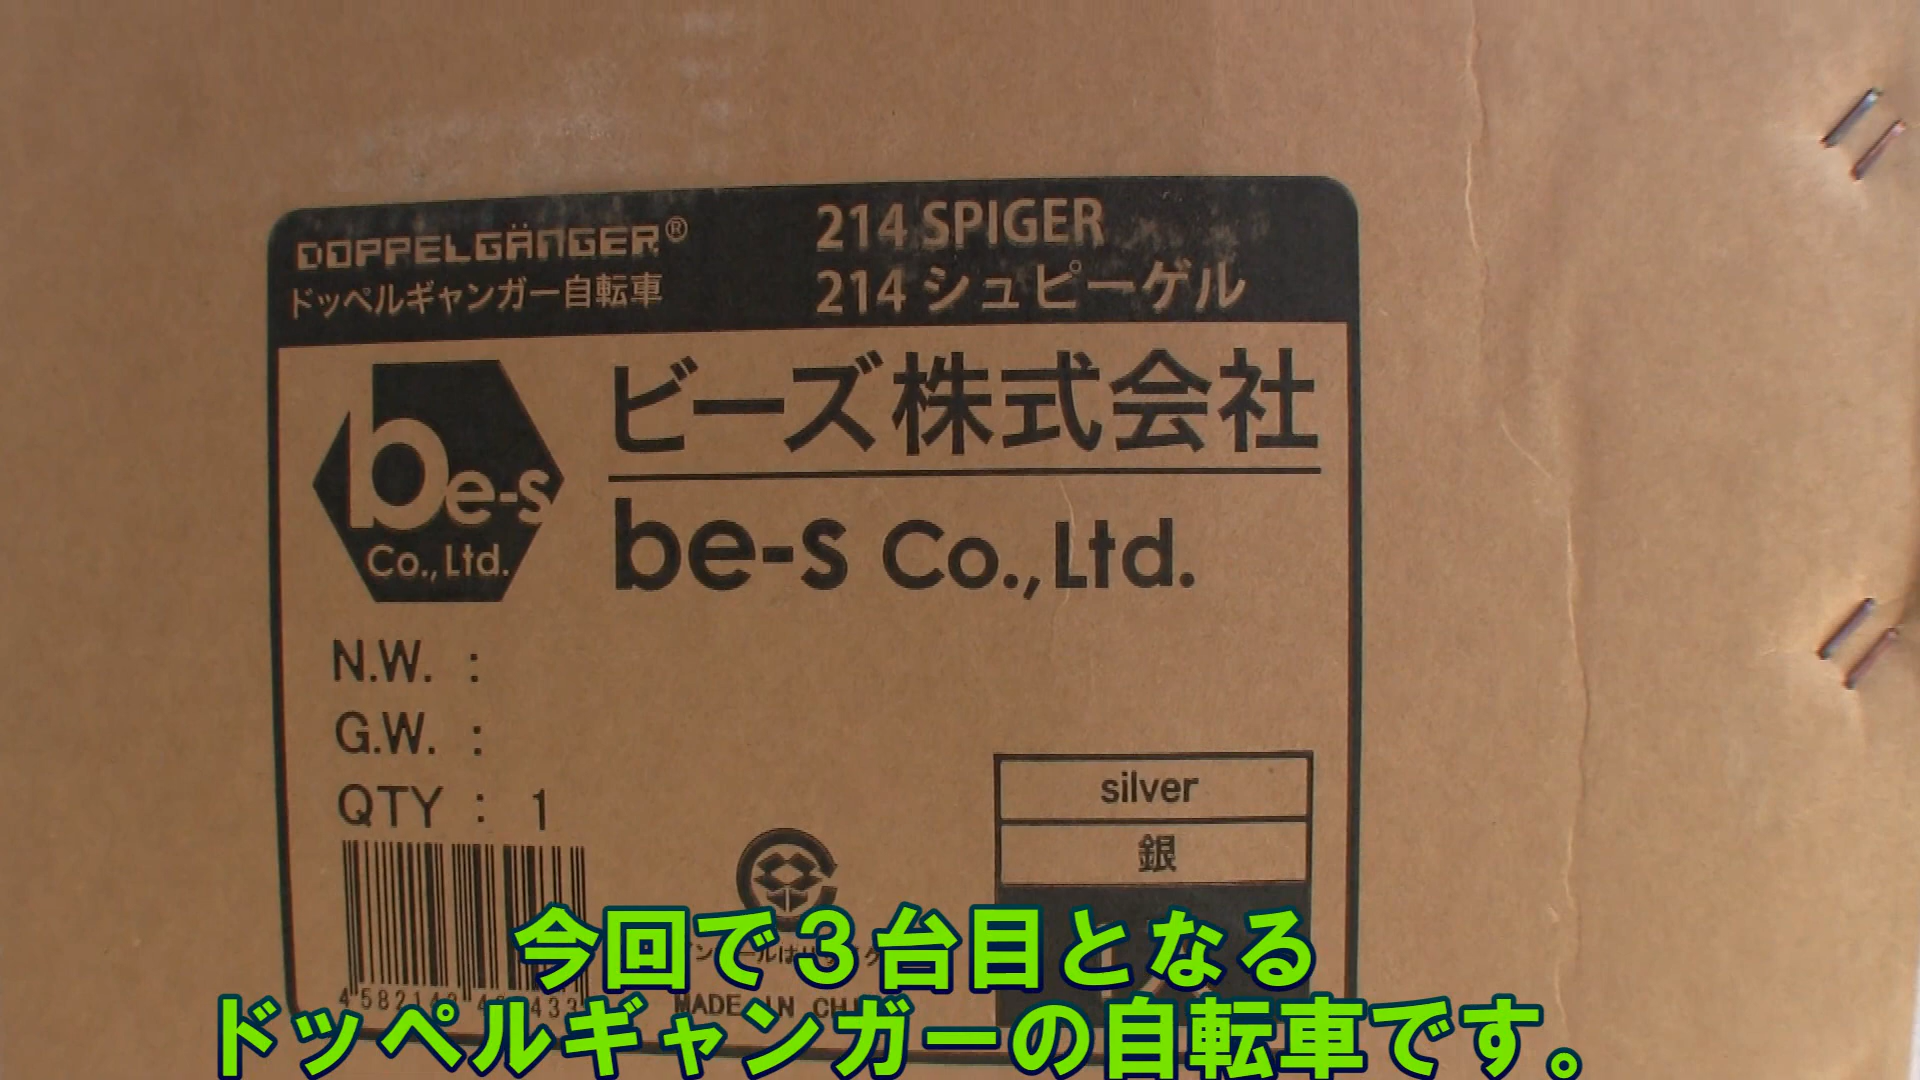 DOPPELGÄNGER®
ドッペルギャンガー自転車
214 SPIGER
214 シュピーゲル
be-s
Co., Ltd.
ビーズ株式会社
be-s Co., Ltd.
N.W. :
G.W. :
QTY : 1
silver
銀
MADE IN
今回で３台目となる
ドッペルギャンガーの自転車です。